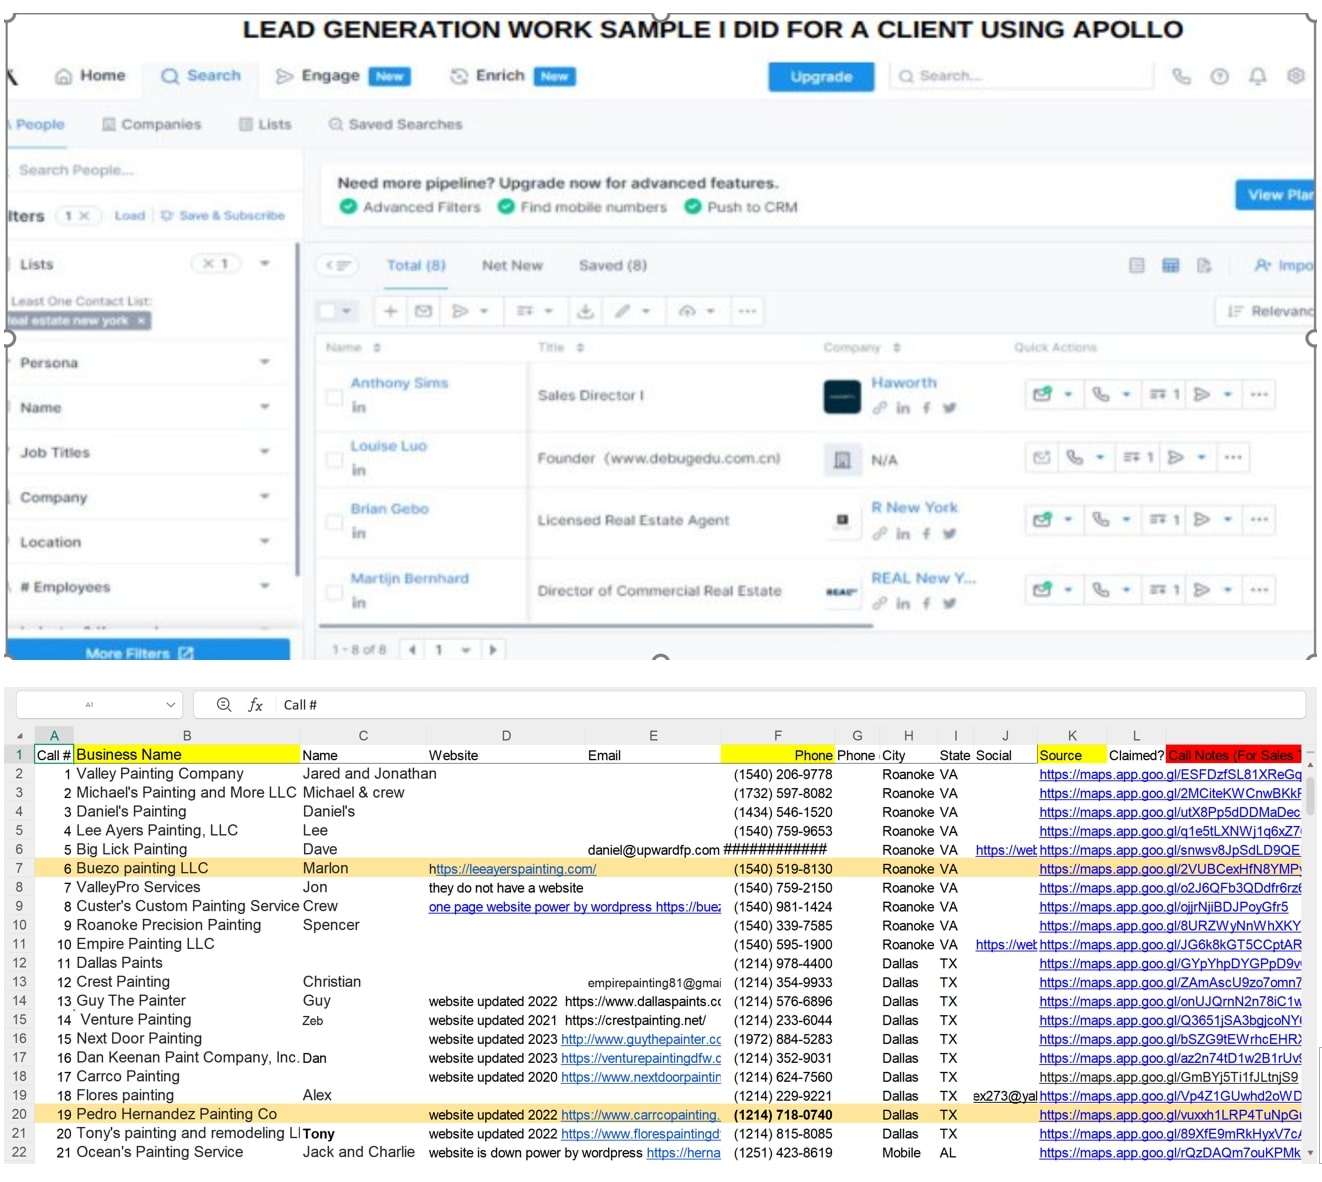 LEAD GENERATION WORK SAMPLE I DID FOR A CLIENT USING APOLLO
Home Search Engage New Enrich New Upgrade Search...
People Companies Lists Saved Searches
Search People...
Need more pipeline? Upgrade now for advanced features.
Advanced Filters Find mobile numbers Push to CRM
View Plan
lters 1 × Load Save & Subscribe
Lists × 1
Total (8) Net New Saved (8) Impo
Least One Contact List:
eal estate new york ×
Relevanc
Name Title Company Quick Actions
Persona
Name
Job Titles
Company
Location
# Employees
More Filters
Anthony Sims Sales Director I Haworth
in in f 1 ...
Louise Luo Founder (www.debugedu.com.cn) N/A
in 1 ...
Brian Gebo Licensed Real Estate Agent R New York
in in f 1 ...
Martijn Bernhard Director of Commercial Real Estate REAL New Y...
in in f 1 ...
1 - 8 of 8 1
A1 fx Call #
A B C D E F G H I J K L
1 Call # Business Name Name Website Email Phone Phone City State Social Source Claimed? Call Notes (For Sales T
2 1 Valley Painting Company Jared and Jonathan (1540) 206-9778 Roanoke VA https://maps.app.goo.gl/ESFDzfSL81XReGq
3 2 Michael's Painting and More LLC Michael & crew (1732) 597-8082 Roanoke VA https://maps.app.goo.gl/2MCiteKWCnwBKkF
4 3 Daniel's Painting Daniel's (1434) 546-1520 Roanoke VA https://maps.app.goo.gl/utX8Pp5dDDMaDec
5 4 Lee Ayers Painting, LLC Lee (1540) 759-9653 Roanoke VA https://maps.app.goo.gl/q1e5tLXNWj1q6xZ7
6 5 Big Lick Painting Dave daniel@upwardfp.com ############ Roanoke VA https://wet https://maps.app.goo.gl/snwsv8JpSdLD9QE
7 6 Buezo painting LLC Marlon https://leeayerspainting.com/ (1540) 519-8130 Roanoke VA https://maps.app.goo.gl/2VUBCexHfN8YMP
8 7 ValleyPro Services Jon they do not have a website (1540) 759-2150 Roanoke VA https://maps.app.goo.gl/o2J6QFb3QDdfr6rz6
9 8 Custer's Custom Painting Service Crew one page website power by wordpress https://buez (1540) 981-1424 Roanoke VA https://maps.app.goo.gl/ojjrNjiBDJPoyGfr5
10 9 Roanoke Precision Painting Spencer (1540) 339-7585 Roanoke VA https://maps.app.goo.gl/8URZWyNnWhXKY
11 10 Empire Painting LLC (1540) 595-1900 Roanoke VA https://wet https://maps.app.goo.gl/JG6k8kGT5CCptAR
12 11 Dallas Paints (1214) 978-4400 Dallas TX https://maps.app.goo.gl/GYpYhpDYGPpD9v
13 12 Crest Painting Christian empirepainting81@gmai (1214) 354-9933 Dallas TX https://maps.app.goo.gl/ZAmAscU9zo7omn7
14 13 Guy The Painter Guy website updated 2022 https://www.dallaspaints.cc (1214) 576-6896 Dallas TX https://maps.app.goo.gl/onUJQrnN2n78iC1w
15 14 Venture Painting Zeb website updated 2021 https://crestpainting.net/ (1214) 233-6044 Dallas TX https://maps.app.goo.gl/Q3651jSA3bgjcoNY
16 15 Next Door Painting website updated 2023 http://www.guythepainter.cc (1972) 884-5283 Dallas TX https://maps.app.goo.gl/bSZG9tEWrhcEHR
17 16 Dan Keenan Paint Company, Inc. Dan website updated 2023 https://venturepaintingdfw.c (1214) 352-9031 Dallas TX https://maps.app.goo.gl/az2n74tD1w2B1rUv
18 17 Carrco Painting website updated 2020 https://www.nextdoorpaintin (1214) 624-7560 Dallas TX https://maps.app.goo.gl/GmBYj5Ti1fJLtnjS9
19 18 Flores painting Alex (1214) 229-9221 Dallas TX ex273@yal https://maps.app.goo.gl/Vp4Z1GUwhd2oWD
20 19 Pedro Hernandez Painting Co website updated 2022 https://www.carrcopainting. (1214) 718-0740 Dallas TX https://maps.app.goo.gl/vuxxh1LRP4TuNpG
21 20 Tony's painting and remodeling Ll Tony website updated 2022 https://www.florespaintingd (1214) 815-8085 Dallas TX https://maps.app.goo.gl/89XfE9mRkHyxV7c
22 21 Ocean's Painting Service Jack and Charlie website is down power by wordpress https://herna (1251) 423-8619 Mobile AL https://maps.app.goo.gl/rQzDAQm7ouKPMk